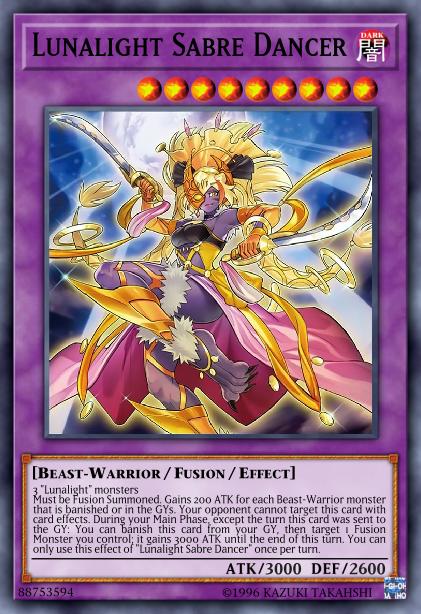 LUNALIGHT SABRE DANCER
DARK
闇
[BEAST-WARRIOR / FUSION / EFFECT]
3 "Lunalight" monsters
Must be Fusion Summoned. Gains 200 ATK for each Beast-Warrior monster
that is banished or in the GYs. Your opponent cannot target this card with
card effects. During your Main Phase, except the turn this card was sent
to the GY: You can banish this card from your GY, then target 1 Fusion
Monster you control; it gains 3000 ATK until the end of this turn. You can
only use this effect of "Lunalight Sabre Dancer" once per turn.
ATK/3000 DEF/2600
88753594
©1996 KAZUKI TAKAHSHI